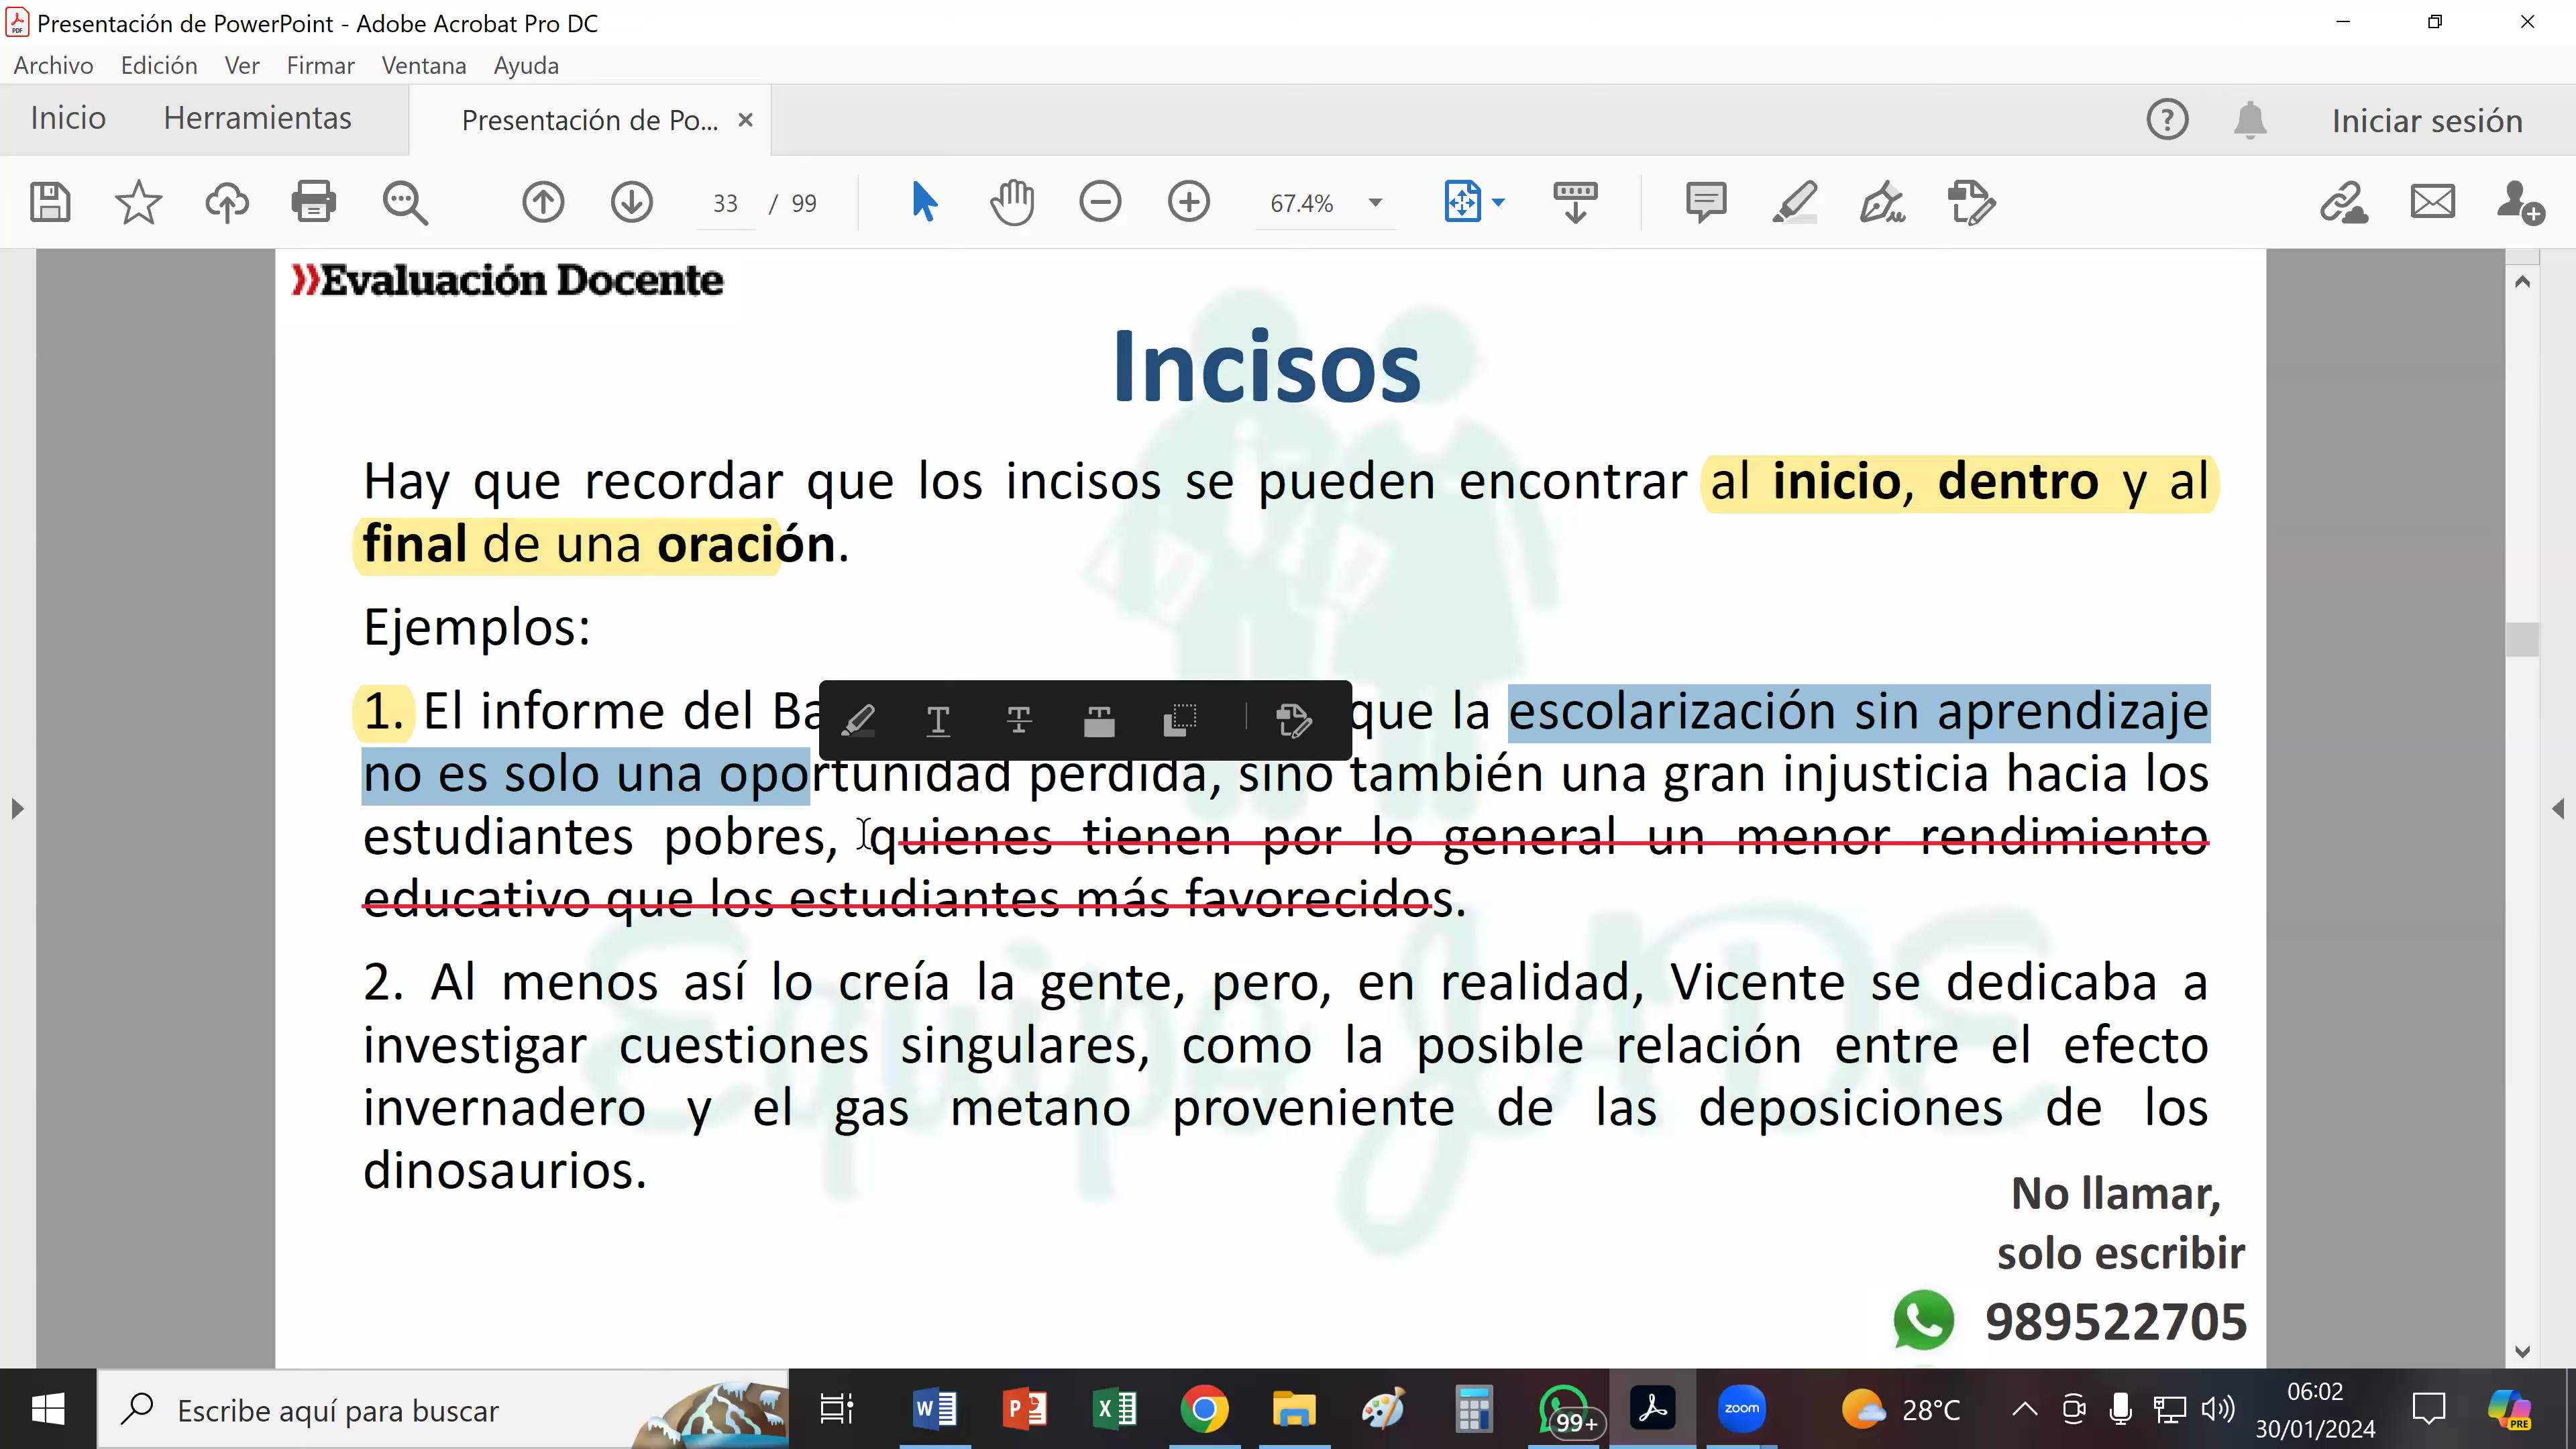 Presentación de PowerPoint - Adobe Acrobat Pro DC
Archivo Edición Ver Firmar Ventana Ayuda
Inicio Herramientas Presentación de Po... × Iniciar sesión
33 / 99 67.4%
»Evaluación Docente
Incisos
Hay que recordar que los incisos se pueden encontrar al inicio, dentro y al
final de una oración.
Ejemplos:
1. El informe del Ba que la escolarización sin aprendizaje
no es solo una oportunidad perdida, sino también una gran injusticia hacia los
estudiantes pobres, quienes tienen por lo general un menor rendimiento
educativo que los estudiantes más favorecidos.
2. Al menos así lo creía la gente, pero, en realidad, Vicente se dedicaba a
investigar cuestiones singulares, como la posible relación entre el efecto
invernadero y el gas metano proveniente de las deposiciones de los
dinosaurios.
Equipo JADE
No llamar,
solo escribir
989522705
Escribe aquí para buscar
99+
zoom
28°C
06:02
30/01/2024
PRE